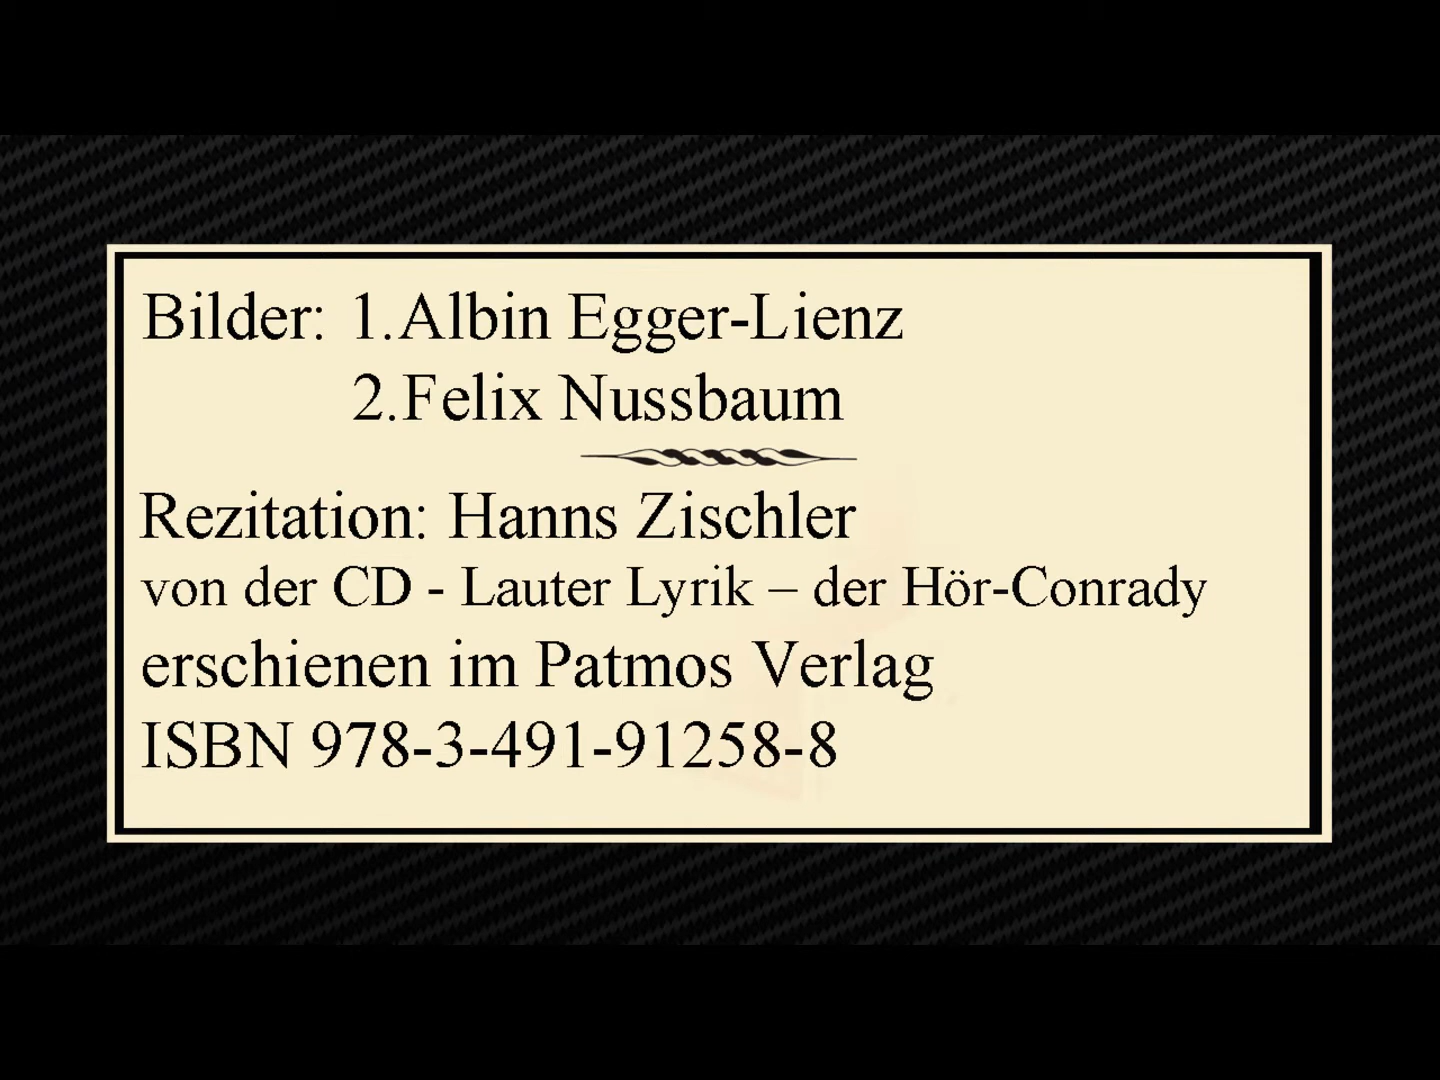 Bilder: 1.Albin Egger-Lienz
2.Felix Nussbaum
Rezitation: Hanns Zischler
von der CD - Lauter Lyrik – der Hör-Conrady
erschienen im Patmos Verlag
ISBN 978-3-491-91258-8